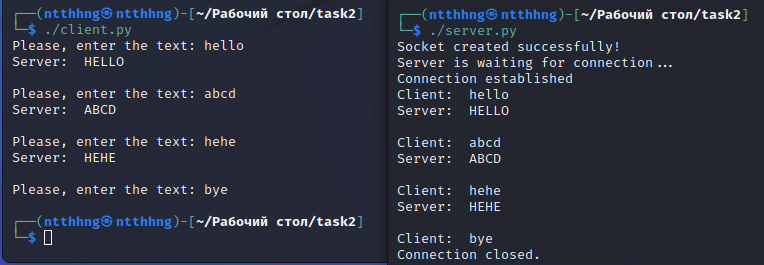 ┌──(ntthhng㉿ntthhng)-[~/Рабочий стол/task2]
└─$ ./client.py
Please, enter the text: hello
Server:  HELLO
Please, enter the text: abcd
Server:  ABCD
Please, enter the text: hehe
Server:  HEHE
Please, enter the text: bye
┌──(ntthhng㉿ntthhng)-[~/Рабочий стол/task2]
└─$
┌──(ntthhng㉿ntthhng)-[~/Рабочий стол/task2]
└─$ ./server.py
Socket created successfully!
Server is waiting for connection...
Connection established
Client:  hello
Server:  HELLO
Client:  abcd
Server:  ABCD
Client:  hehe
Server:  HEHE
Client:  bye
Connection closed.